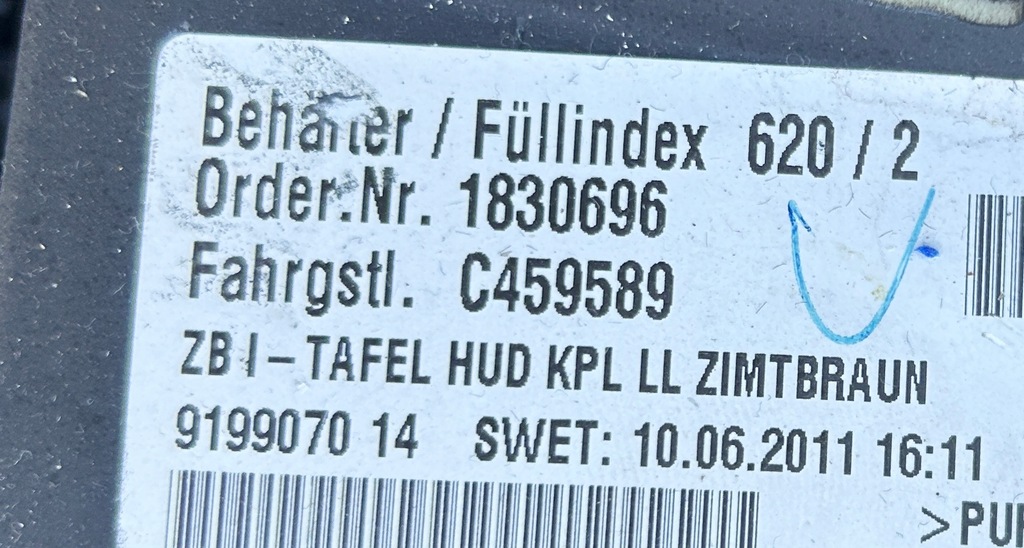 Behälter / Füllindex 620 / 2
Order.Nr. 1830696
Fahrgstl. C459589
ZB I – TAFEL HUD KPL LL ZIMTBRAUN
9199070 14 SWET: 10.06.2011 16:11
>PUR